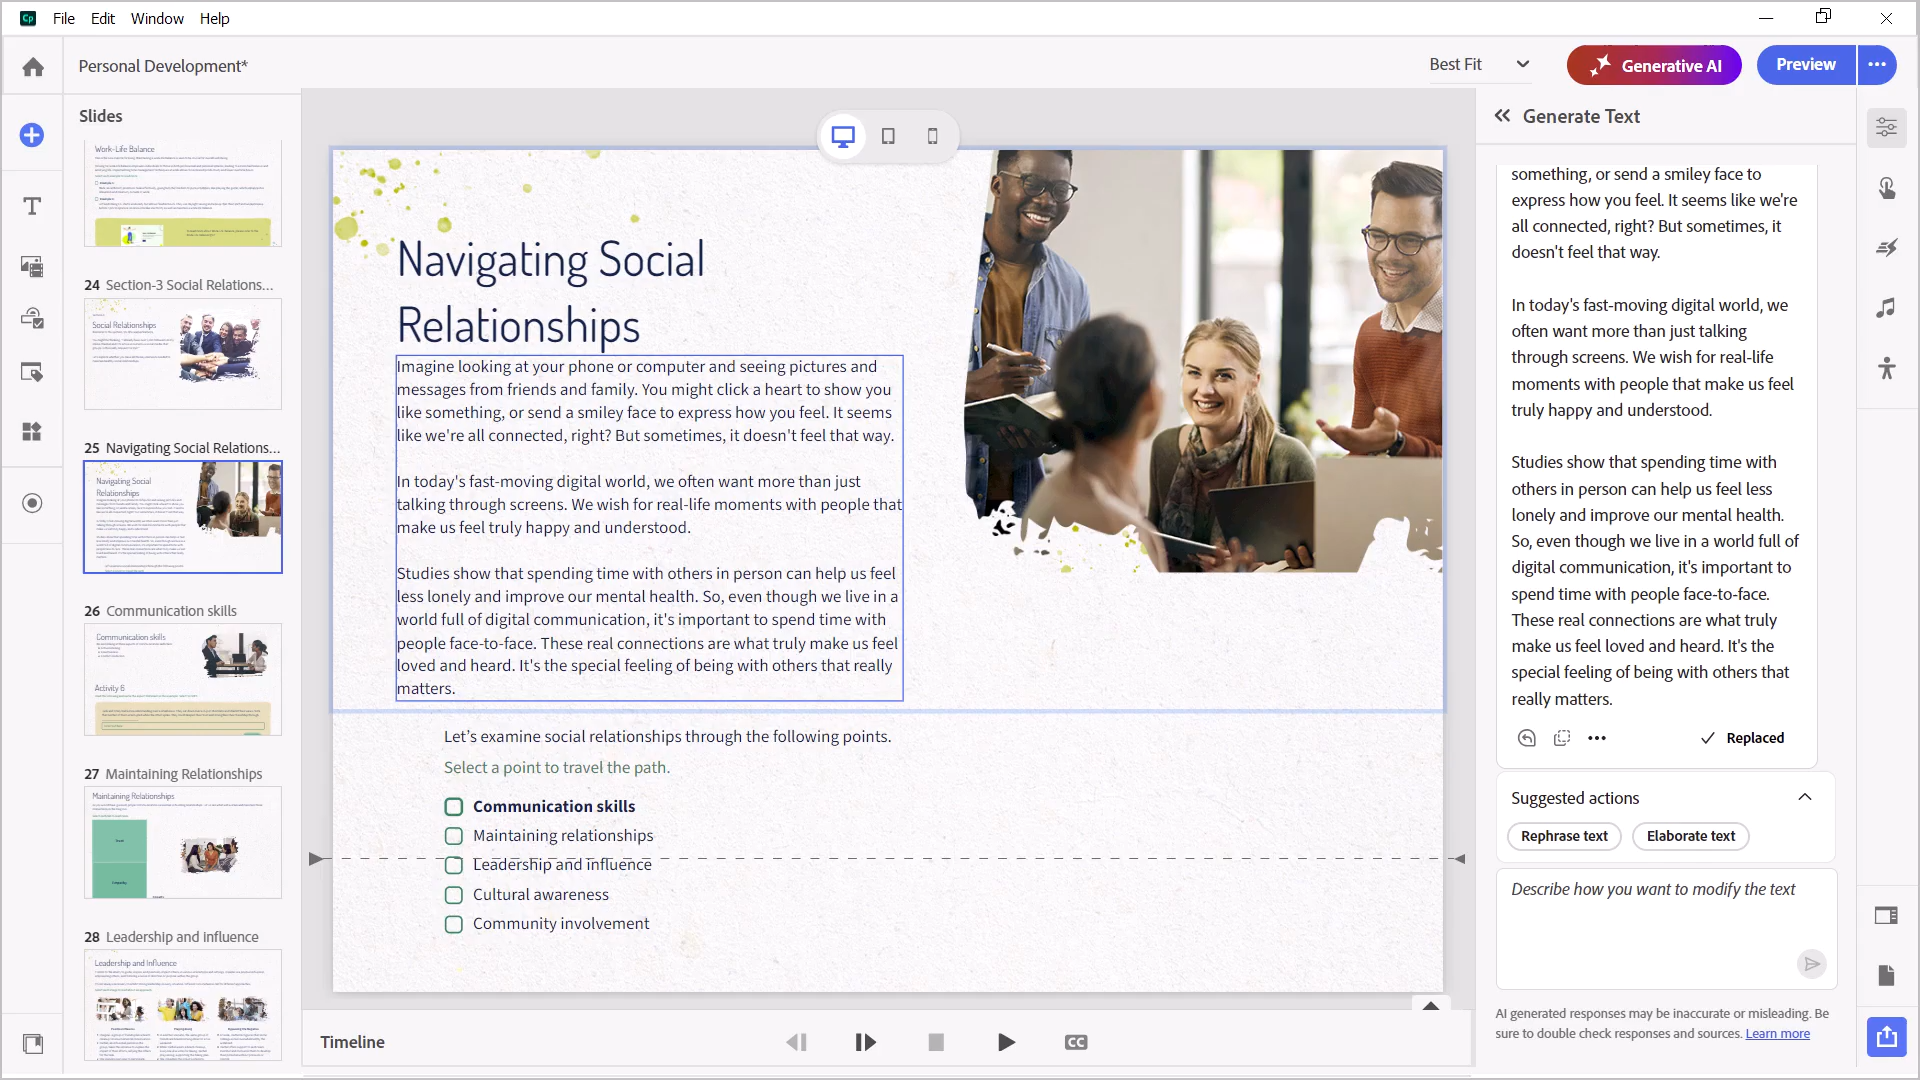 Cp File Edit Window Help
Personal Development*
Best Fit
Generative AI
Preview
Slides
Work-Life Balance
24 Section-3 Social Relations...
Social Relationships
25 Navigating Social Relations...
Navigating Social
Relationships
26 Communication skills
Communication skills
Activity 6
27 Maintaining Relationships
Maintaining Relationships
28 Leadership and influence
Leadership and Influence
Navigating Social
Relationships
Imagine looking at your phone or computer and seeing pictures and
messages from friends and family. You might click a heart to show you
like something, or send a smiley face to express how you feel. It seems
like we're all connected, right? But sometimes, it doesn't feel that way.
In today's fast-moving digital world, we often want more than just
talking through screens. We wish for real-life moments with people that
make us feel truly happy and understood.
Studies show that spending time with others in person can help us feel
less lonely and improve our mental health. So, even though we live in a
world full of digital communication, it's important to spend time with
people face-to-face. These real connections are what truly make us feel
loved and heard. It's the special feeling of being with others that really
matters.
Let’s examine social relationships through the following points.
Select a point to travel the path.
Communication skills
Maintaining relationships
Leadership and influence
Cultural awareness
Community involvement
Timeline
CC
Generate Text
something, or send a smiley face to
express how you feel. It seems like we're
all connected, right? But sometimes, it
doesn't feel that way.
In today's fast-moving digital world, we
often want more than just talking
through screens. We wish for real-life
moments with people that make us feel
truly happy and understood.
Studies show that spending time with
others in person can help us feel less
lonely and improve our mental health.
So, even though we live in a world full of
digital communication, it's important to
spend time with people face-to-face.
These real connections are what truly
make us feel loved and heard. It's the
special feeling of being with others that
really matters.
Replaced
Suggested actions
Rephrase text
Elaborate text
Describe how you want to modify the text
AI generated responses may be inaccurate or misleading. Be
sure to double check responses and sources. Learn more